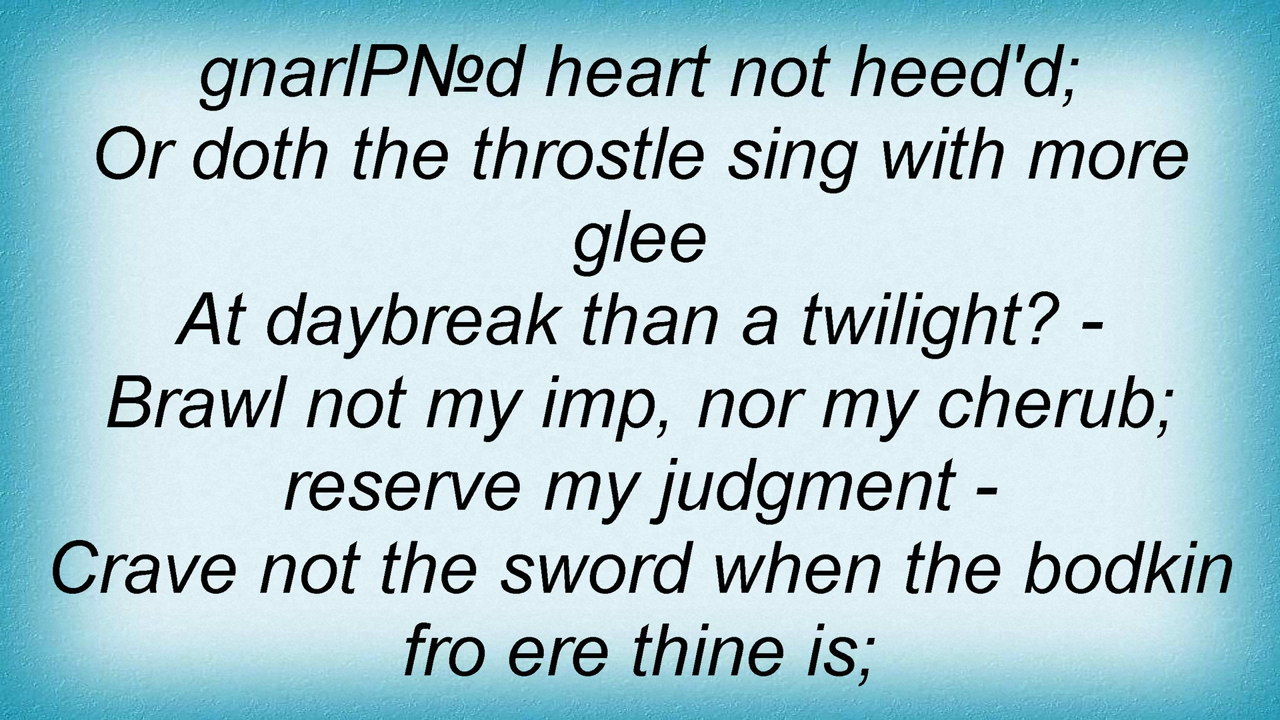 gnarlPNºd heart not heed'd;
Or doth the throstle sing with more
glee
At daybreak than a twilight? -
Brawl not my imp, nor my cherub;
reserve my judgment -
Crave not the sword when the bodkin
fro ere thine is;